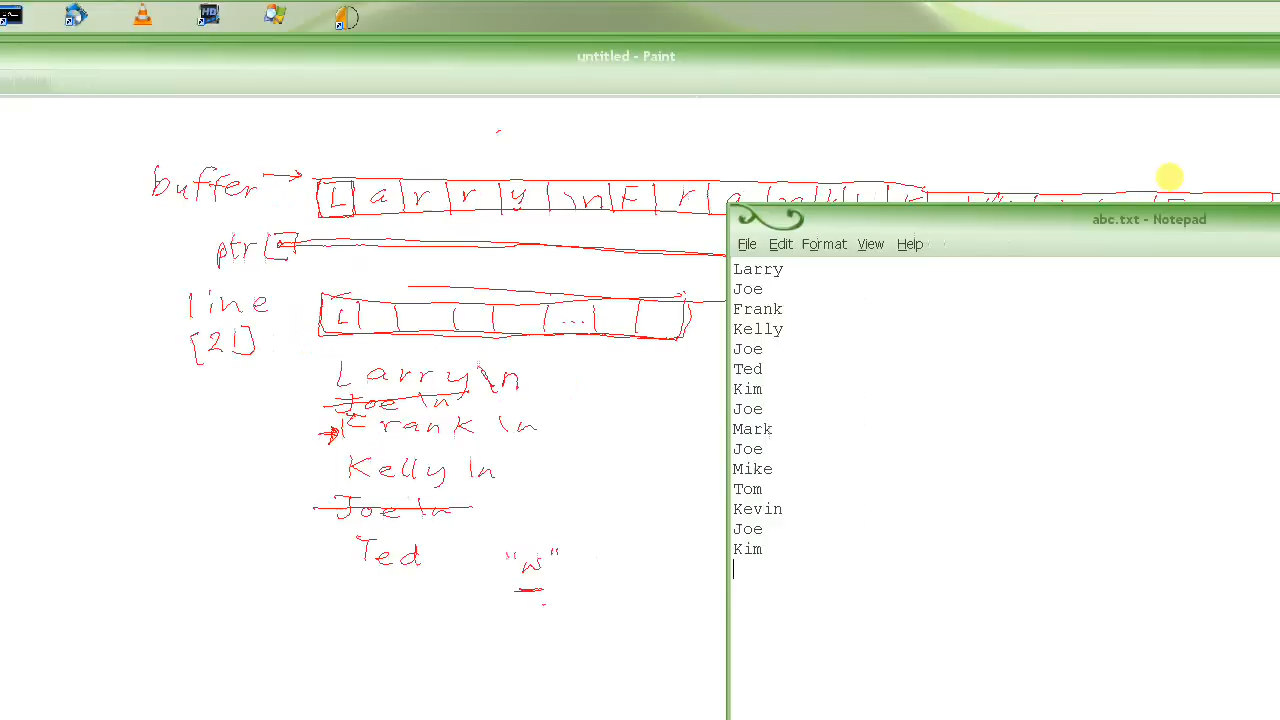 HD
untitled - Paint
buffer → L a r r y \n F r a n k
abc.txt - Notepad
File Edit Format View Help
ptr
line
[21]
L ...
Larry\n
Joe \n
Frank \n
Kelly \n
Joe \n
Ted
"w"
Larry
Joe
Frank
Kelly
Joe
Ted
Kim
Joe
Mark
Joe
Mike
Tom
Kevin
Joe
Kim